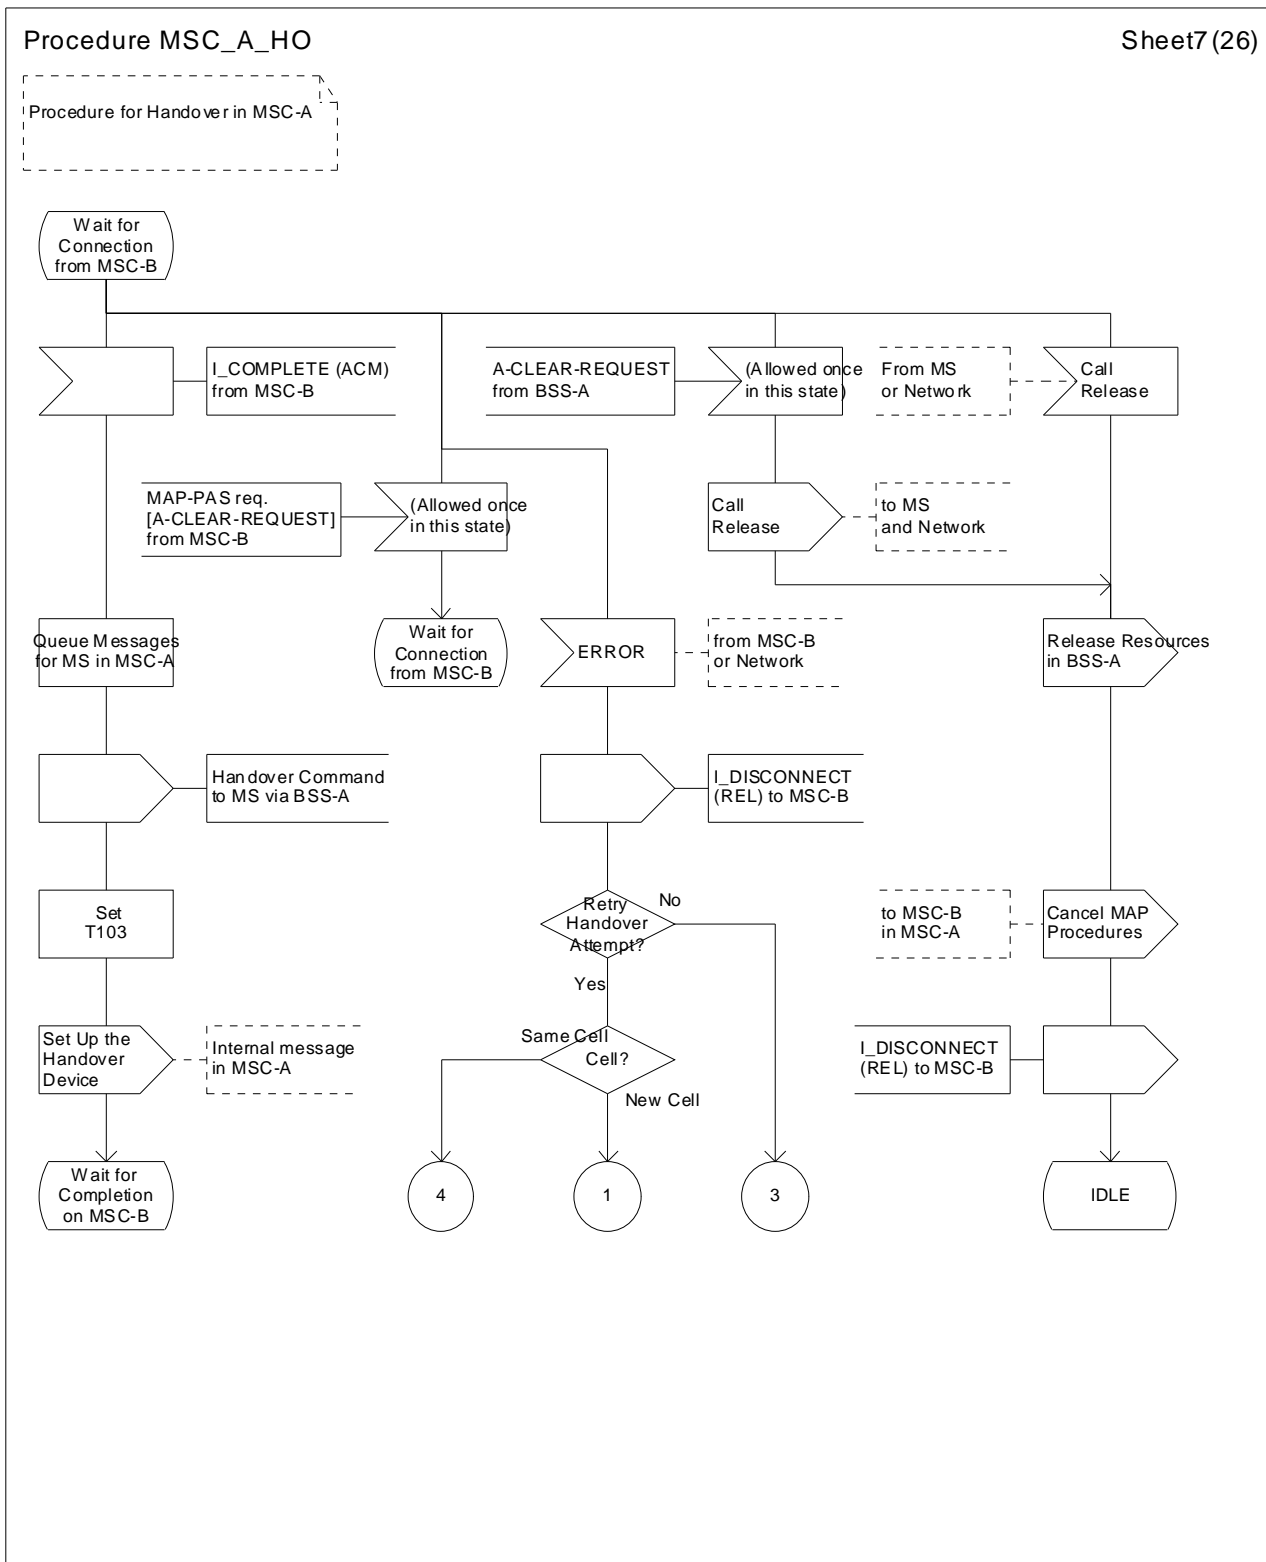 Procedure MSC_A_HO
Sheet7(26)
Procedure for Handover in MSC-A
Wait for
Connection
from MSC-B
I_COMPLETE (ACM)
from MSC-B
A-CLEAR-REQUEST
from BSS-A
(Allowed once
in this state)
From MS
or Network
Call
Release
MAP-PAS req.
[A-CLEAR-REQUEST]
from MSC-B
(Allowed once
in this state)
Call
Release
to MS
and Network
Queue Messages
for MS in MSC-A
Wait for
Connection
from MSC-B
ERROR
from MSC-B
or Network
Release Resources
in BSS-A
Handover Command
to MS via BSS-A
I_DISCONNECT
(REL) to MSC-B
Set
T103
Retry
Handover
Attempt?
No
to MSC-B
in MSC-A
Cancel MAP
Procedures
Yes
Set Up the
Handover
Device
Internal message
in MSC-A
Same Cell
Cell?
New Cell
I_DISCONNECT
(REL) to MSC-B
Wait for
Completion
on MSC-B
4
1
3
IDLE